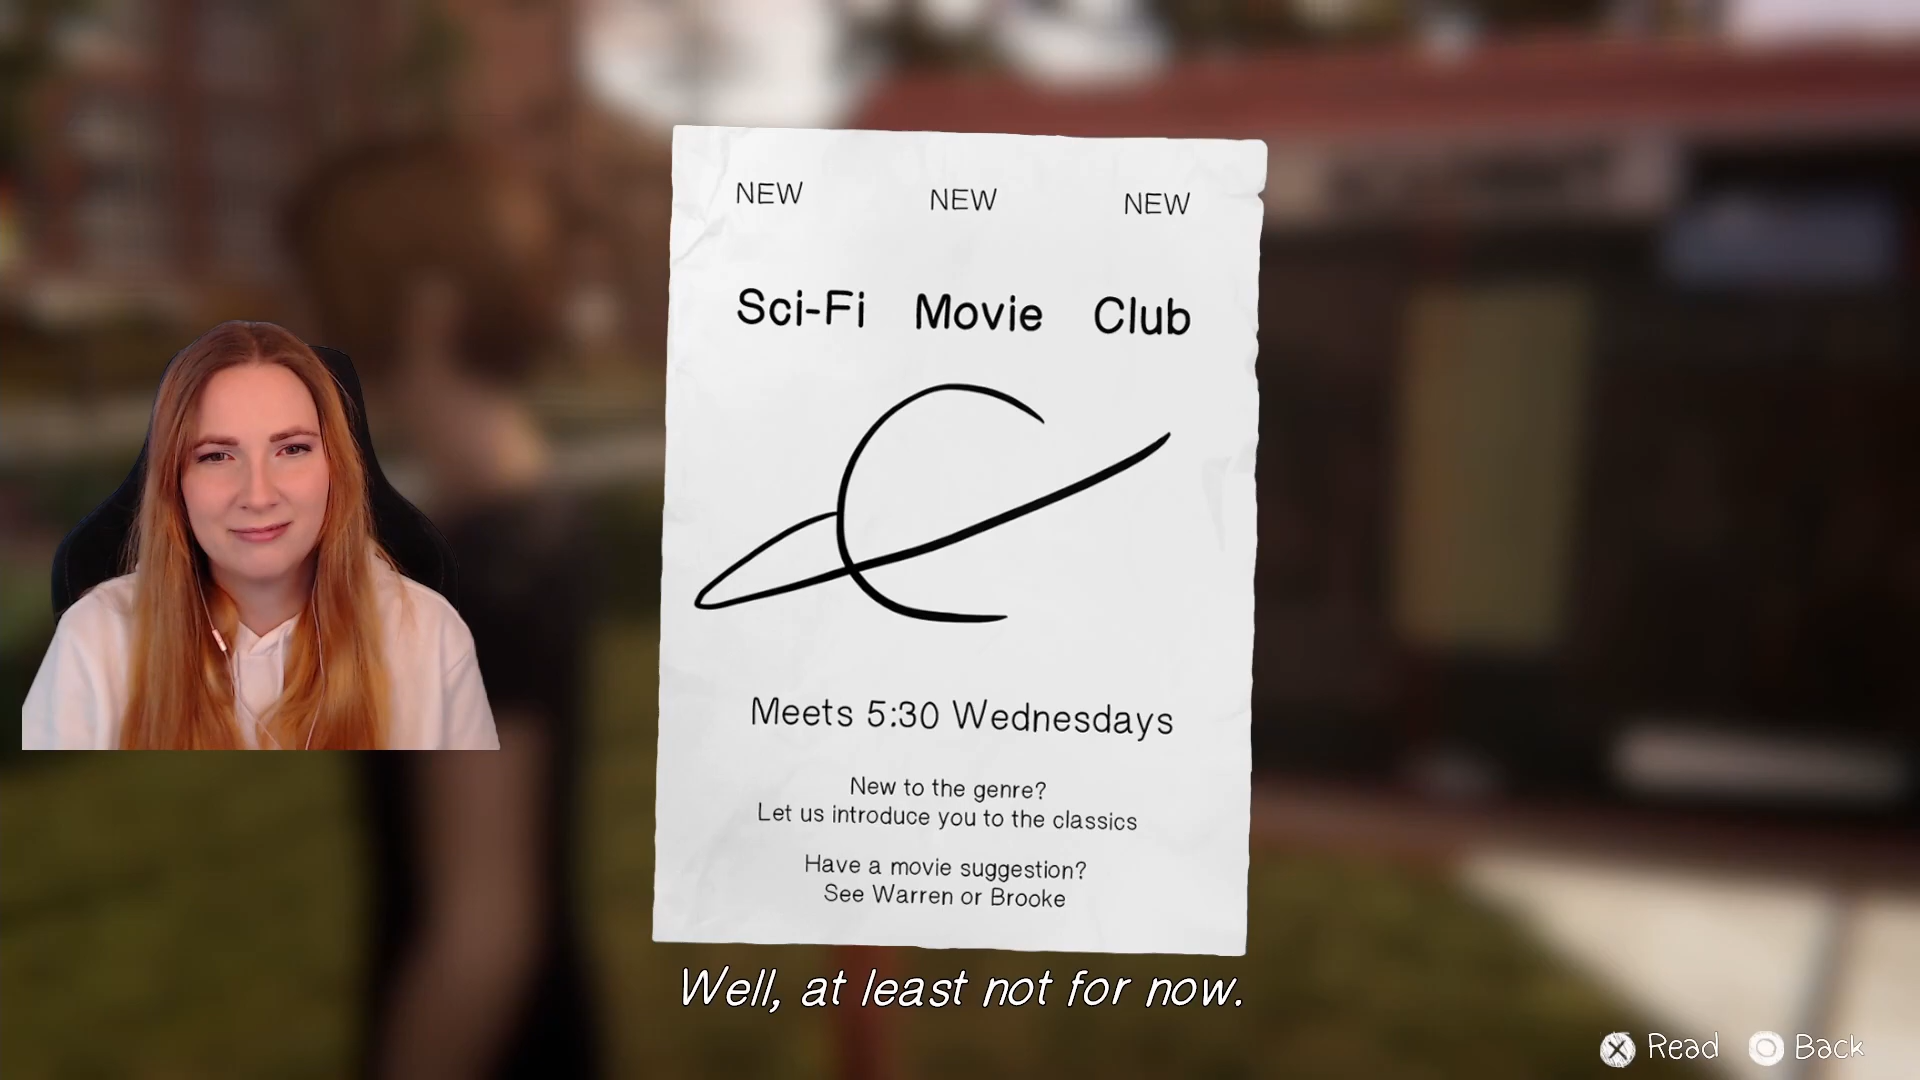 NEW NEW NEW
Sci-Fi Movie Club
Meets 5:30 Wednesdays
New to the genre?
Let us introduce you to the classics
Have a movie suggestion?
See Warren or Brooke
Well, at least not for now.
Read Back